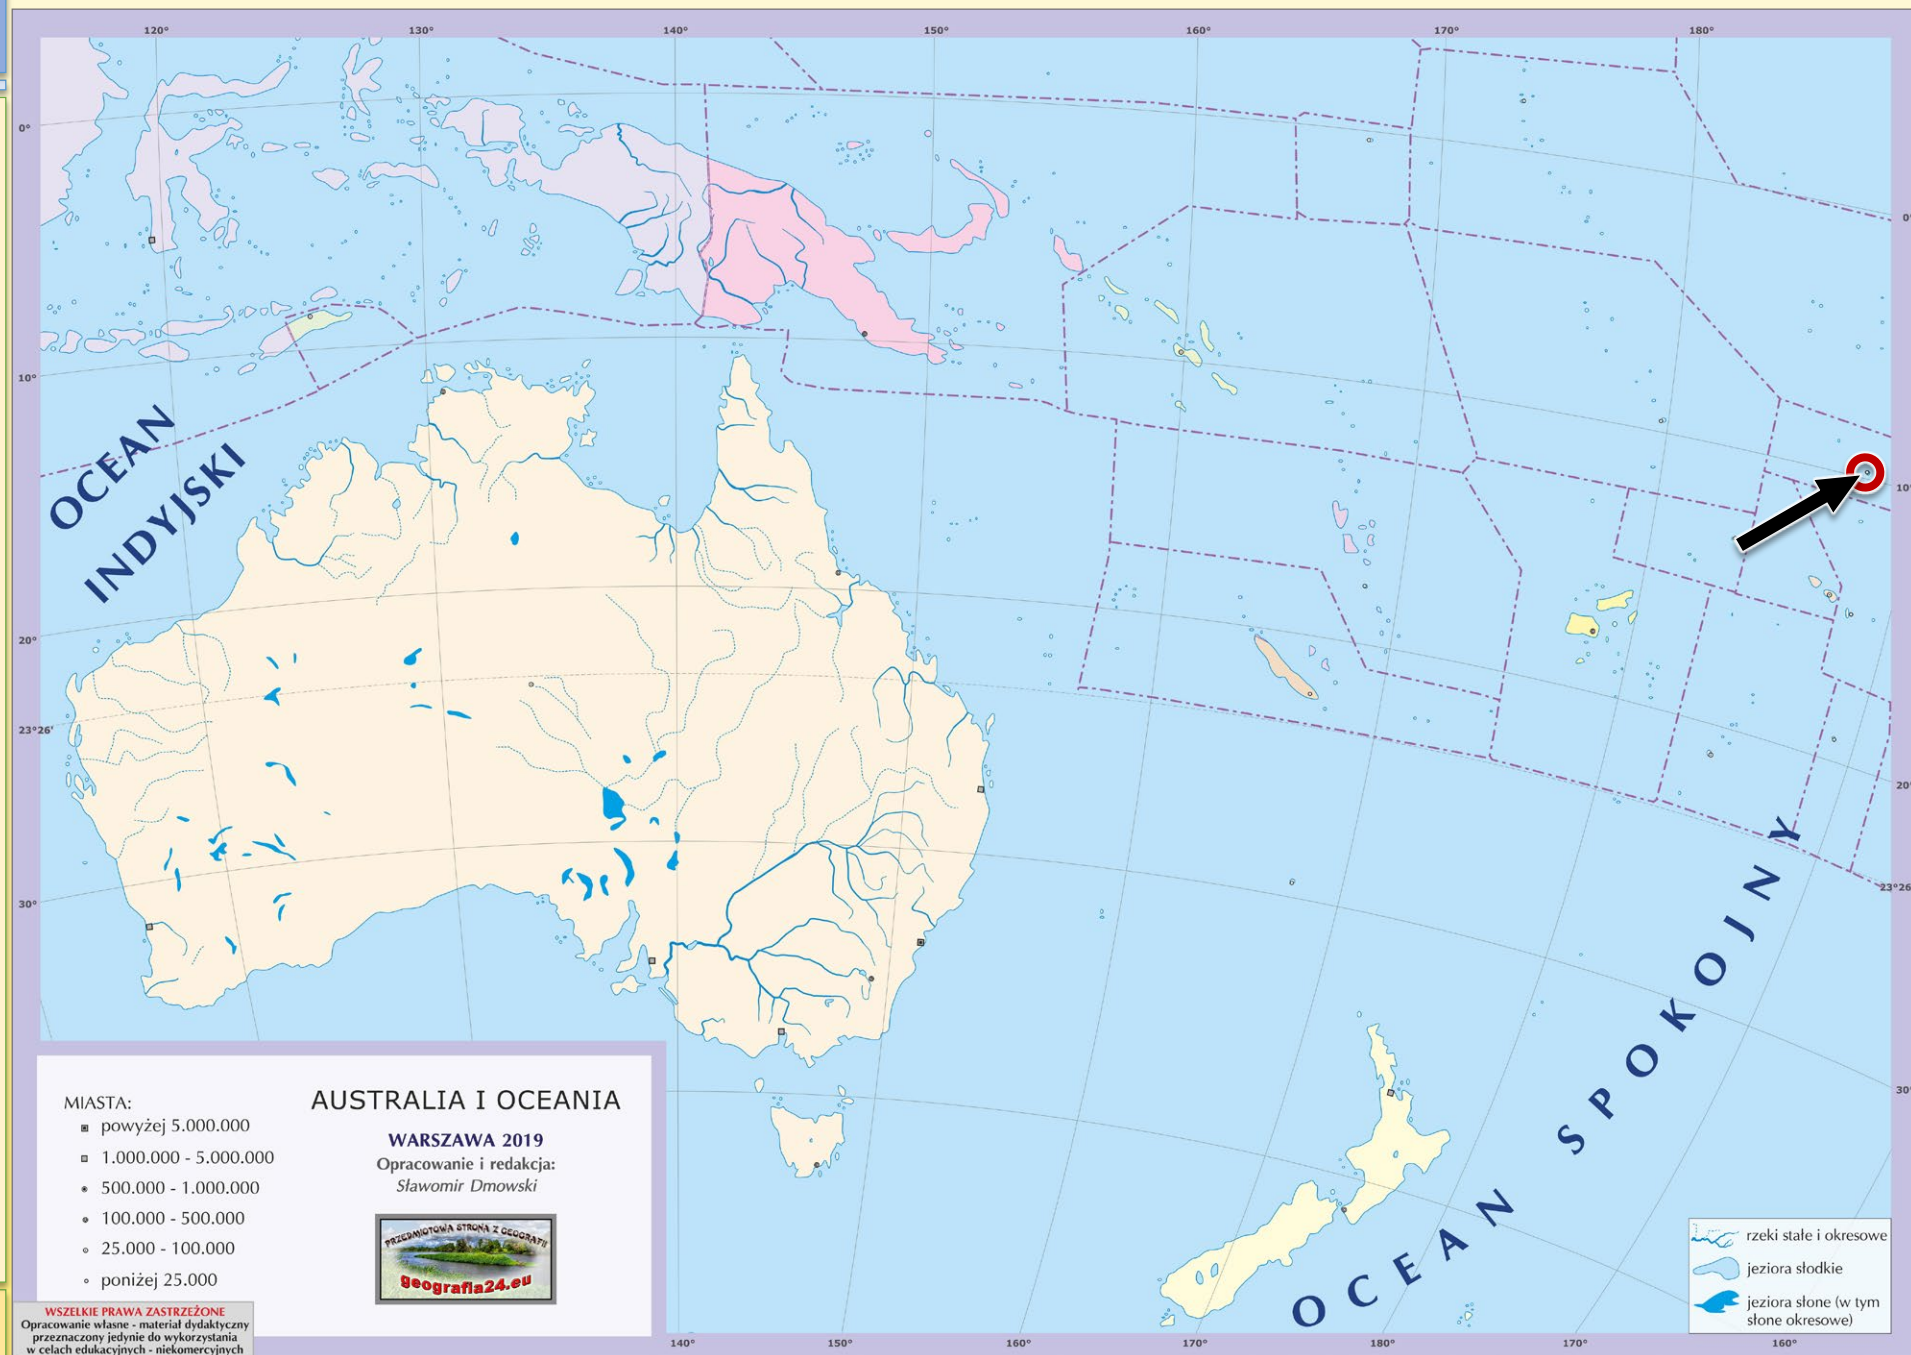 120° 130° 140° 150° 160° 170° 180°
0°
0°
10°
10°
20°
20°
23°26'
23°26'
30°
30°
OCEAN
INDYJSKI
OCEAN SPOKOJNY
MIASTA:
powyżej 5.000.000
1.000.000 - 5.000.000
500.000 - 1.000.000
100.000 - 500.000
25.000 - 100.000
poniżej 25.000
AUSTRALIA I OCEANIA
WARSZAWA 2019
Opracowanie i redakcja:
Sławomir Dmowski
PRZEDMIOTOWA STRONA Z GEOGRAFII
geografia24.eu
WSZELKIE PRAWA ZASTRZEŻONE
Opracowanie własne - materiał dydaktyczny
przeznaczony jedynie do wykorzystania
w celach edukacyjnych - niekomercyjnych
rzeki stałe i okresowe
jeziora słodkie
jeziora słone (w tym
słone okresowe)
140° 150° 160° 170° 180° 170° 160°